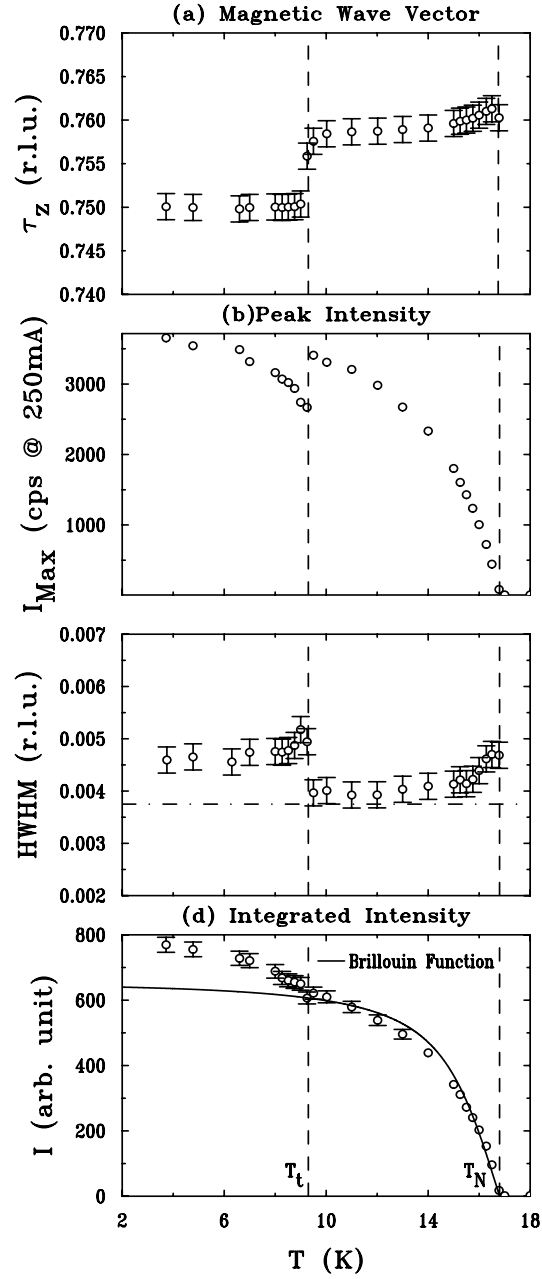 (a) Magnetic Wave Vector
τz (r.l.u.)
0.770
0.765
0.760
0.755
0.750
0.745
0.740
(b)Peak Intensity
IMax (cps @ 250mA)
3000
2000
1000
HWHM (r.l.u.)
0.007
0.006
0.005
0.004
0.003
0.002
(d) Integrated Intensity
I (arb. unit)
800
600
400
200
0
Brillouin Function
Tt
TN
2 6 10 14 18
T (K)